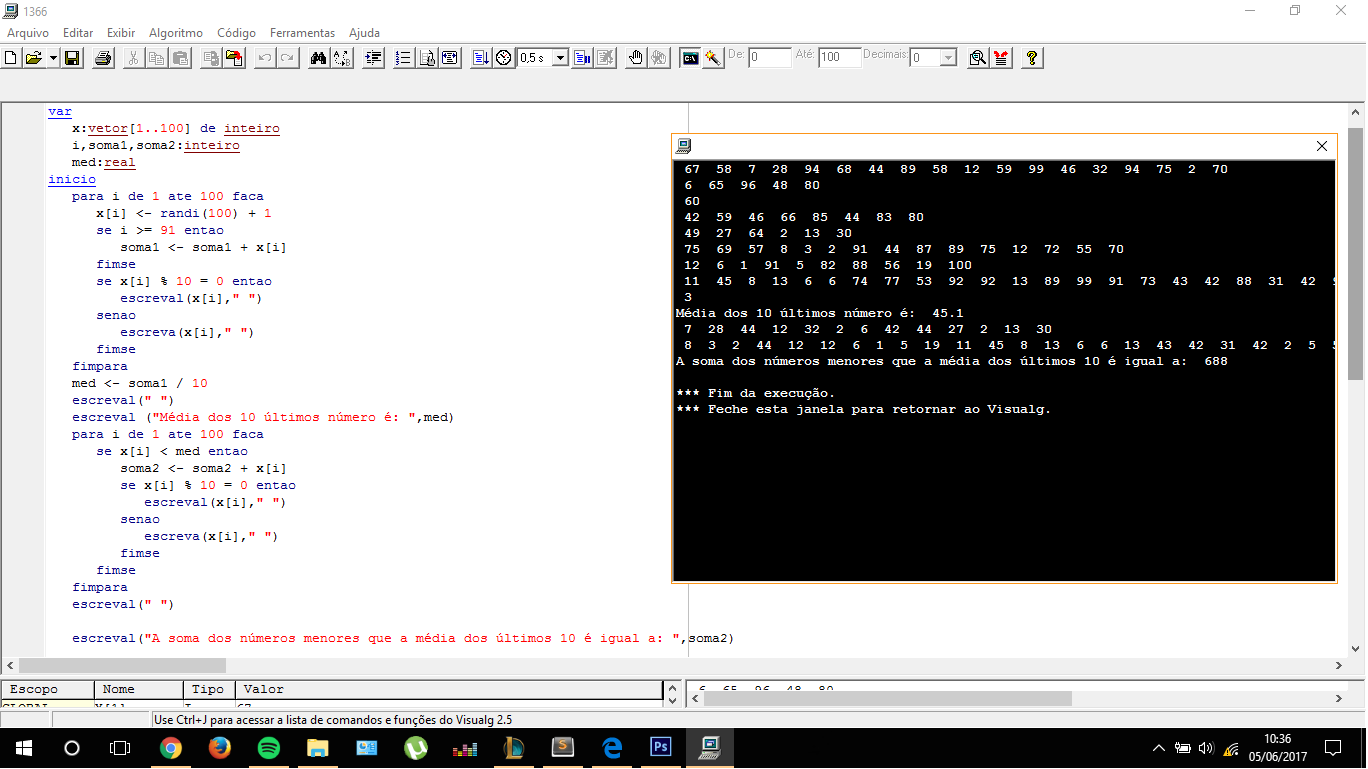 1366
Arquivo Editar Exibir Algoritmo Código Ferramentas Ajuda
0,5 s De: 0 Até: 100 Decimais: 0
var
x:vetor[1..100] de inteiro
i,soma1,soma2:inteiro
med:real
inicio
para i de 1 ate 100 faca
x[i] <- randi(100) + 1
se i >= 91 entao
soma1 <- soma1 + x[i]
fimse
se x[i] % 10 = 0 entao
escreval(x[i]," ")
senao
escreva(x[i]," ")
fimse
fimpara
med <- soma1 / 10
escreval(" ")
escreval ("Média dos 10 últimos número é: ",med)
para i de 1 ate 100 faca
se x[i] < med entao
soma2 <- soma2 + x[i]
se x[i] % 10 = 0 entao
escreval(x[i]," ")
senao
escreva(x[i]," ")
fimse
fimse
fimpara
escreval(" ")
escreval("A soma dos números menores que a média dos últimos 10 é igual a: ",soma2)
67 58 7 28 94 68 44 89 58 12 59 99 46 32 94 75 2 70
6 65 96 48 80
60
42 59 46 66 85 44 83 80
49 27 64 2 13 30
75 69 57 8 3 2 91 44 87 89 75 12 72 55 70
12 6 1 91 5 82 88 56 19 100
11 45 8 13 6 6 74 77 53 92 92 13 89 99 91 73 43 42 88 31 42
3
Média dos 10 últimos número é: 45.1
7 28 44 12 32 2 6 42 44 27 2 13 30
8 3 2 44 12 12 6 1 5 19 11 45 8 13 6 6 13 43 42 31 42 2 5
A soma dos números menores que a média dos últimos 10 é igual a: 688
*** Fim da execução.
*** Feche esta janela para retornar ao Visualg.
Escopo Nome Tipo Valor
6 65 96 48 80
Use Ctrl+J para acessar a lista de comandos e funções do Visualg 2.5
10:36
05/06/2017